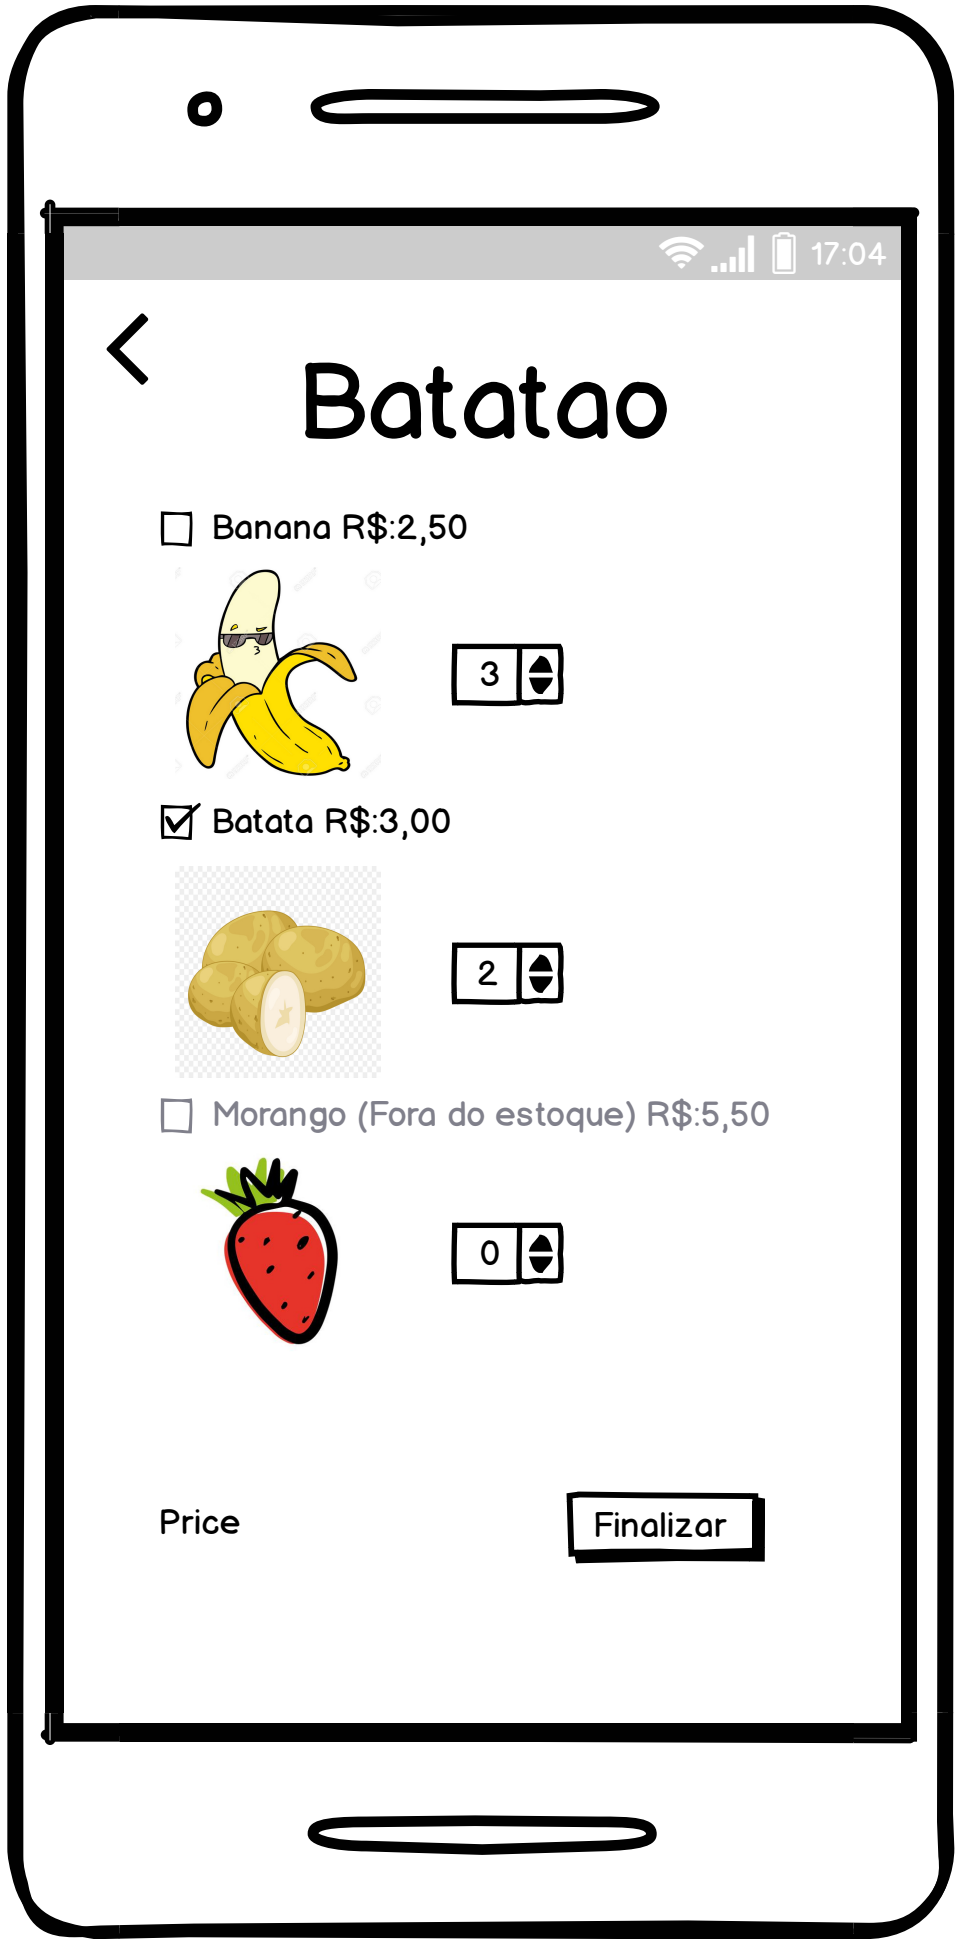 17:04
Batatao
Banana R$:2,50
3
Batata R$:3,00
2
Morango (Fora do estoque) R$:5,50
0
Price
Finalizar